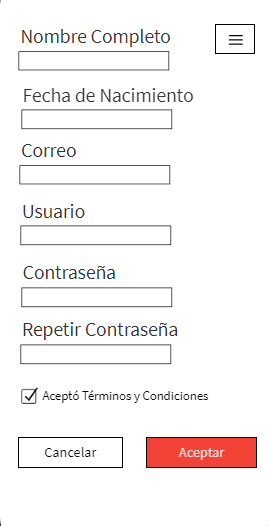 Nombre Completo
Fecha de Nacimiento
Correo
Usuario
Contraseña
Repetir Contraseña
Aceptó Términos y Condiciones
Cancelar
Aceptar